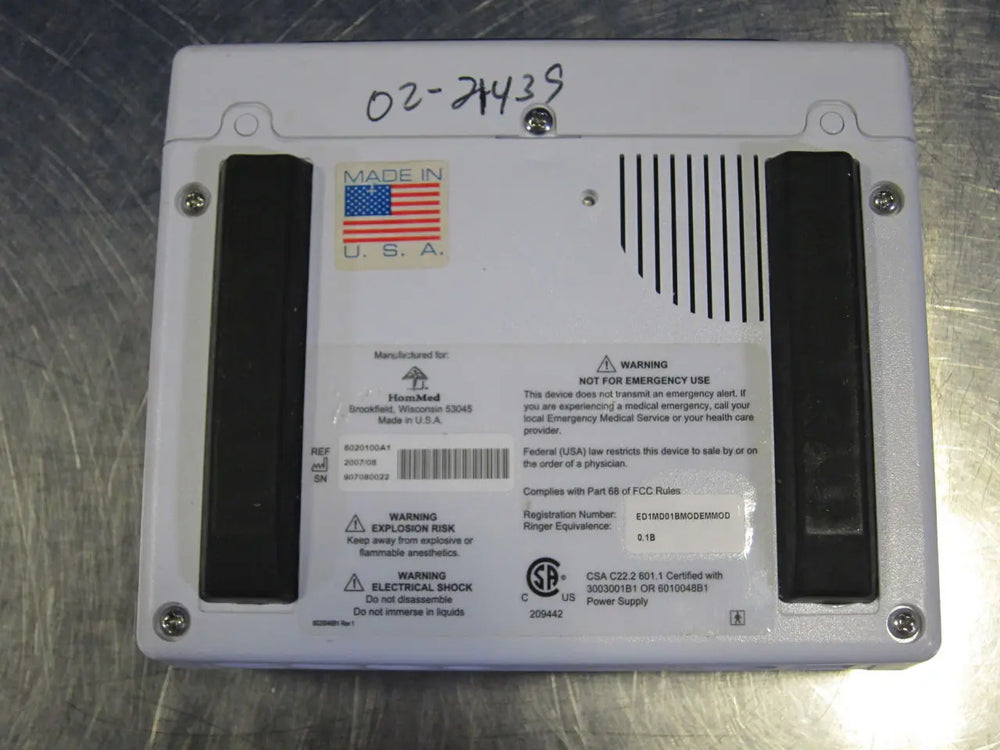 02-21439
MADE IN
U. S. A.
Manufactured for:
HomMed
Brookfield, Wisconsin 53045
Made in U.S.A.
REF 6020100A1
2007/08
SN 907080022
WARNING
EXPLOSION RISK
Keep away from explosive or
flammable anesthetics.
WARNING
ELECTRICAL SHOCK
Do not disassemble
Do not immerse in liquids
Rev 1
WARNING
NOT FOR EMERGENCY USE
This device does not transmit an emergency alert. If
you are experiencing a medical emergency, call your
local Emergency Medical Service or your health care
provider.
Federal (USA) law restricts this device to sale by or on
the order of a physician.
Complies with Part 68 of FCC Rules
Registration Number: ED1MD01BMODEMMOD
Ringer Equivalence: 0.1B
CSA ®
C US
209442
CSA C22.2 601.1 Certified with
3003001B1 OR 6010048B1
Power Supply